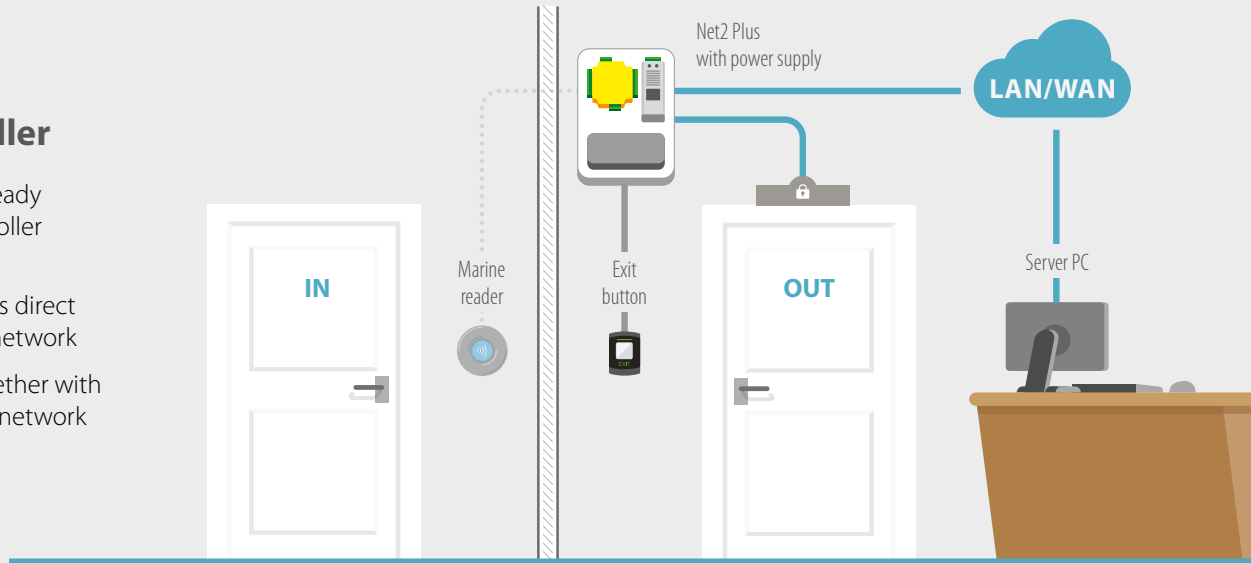 ller
eady
oller
s direct
network
ether with
network
Net2 Plus
with power supply
LAN/WAN
Marine
reader
Exit
button
IN
OUT
Server PC
EXIT